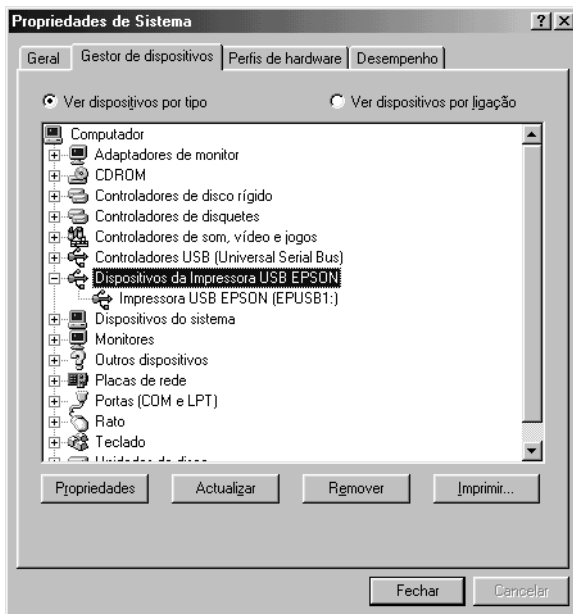 Propriedades de Sistema
Geral Gestor de dispositivos Perfis de hardware Desempenho
Ver dispositivos por tipo Ver dispositivos por ligação
Computador
Adaptadores de monitor
CDROM
Controladores de disco rígido
Controladores de disquetes
Controladores de som, vídeo e jogos
Controladores USB (Universal Serial Bus)
Dispositivos da Impressora USB EPSON
Impressora USB EPSON (EPUSB1:)
Dispositivos do sistema
Monitores
Outros dispositivos
Placas de rede
Portas (COM e LPT)
Rato
Teclado
Propriedades Actualizar Remover Imprimir...
Fechar Cancelar